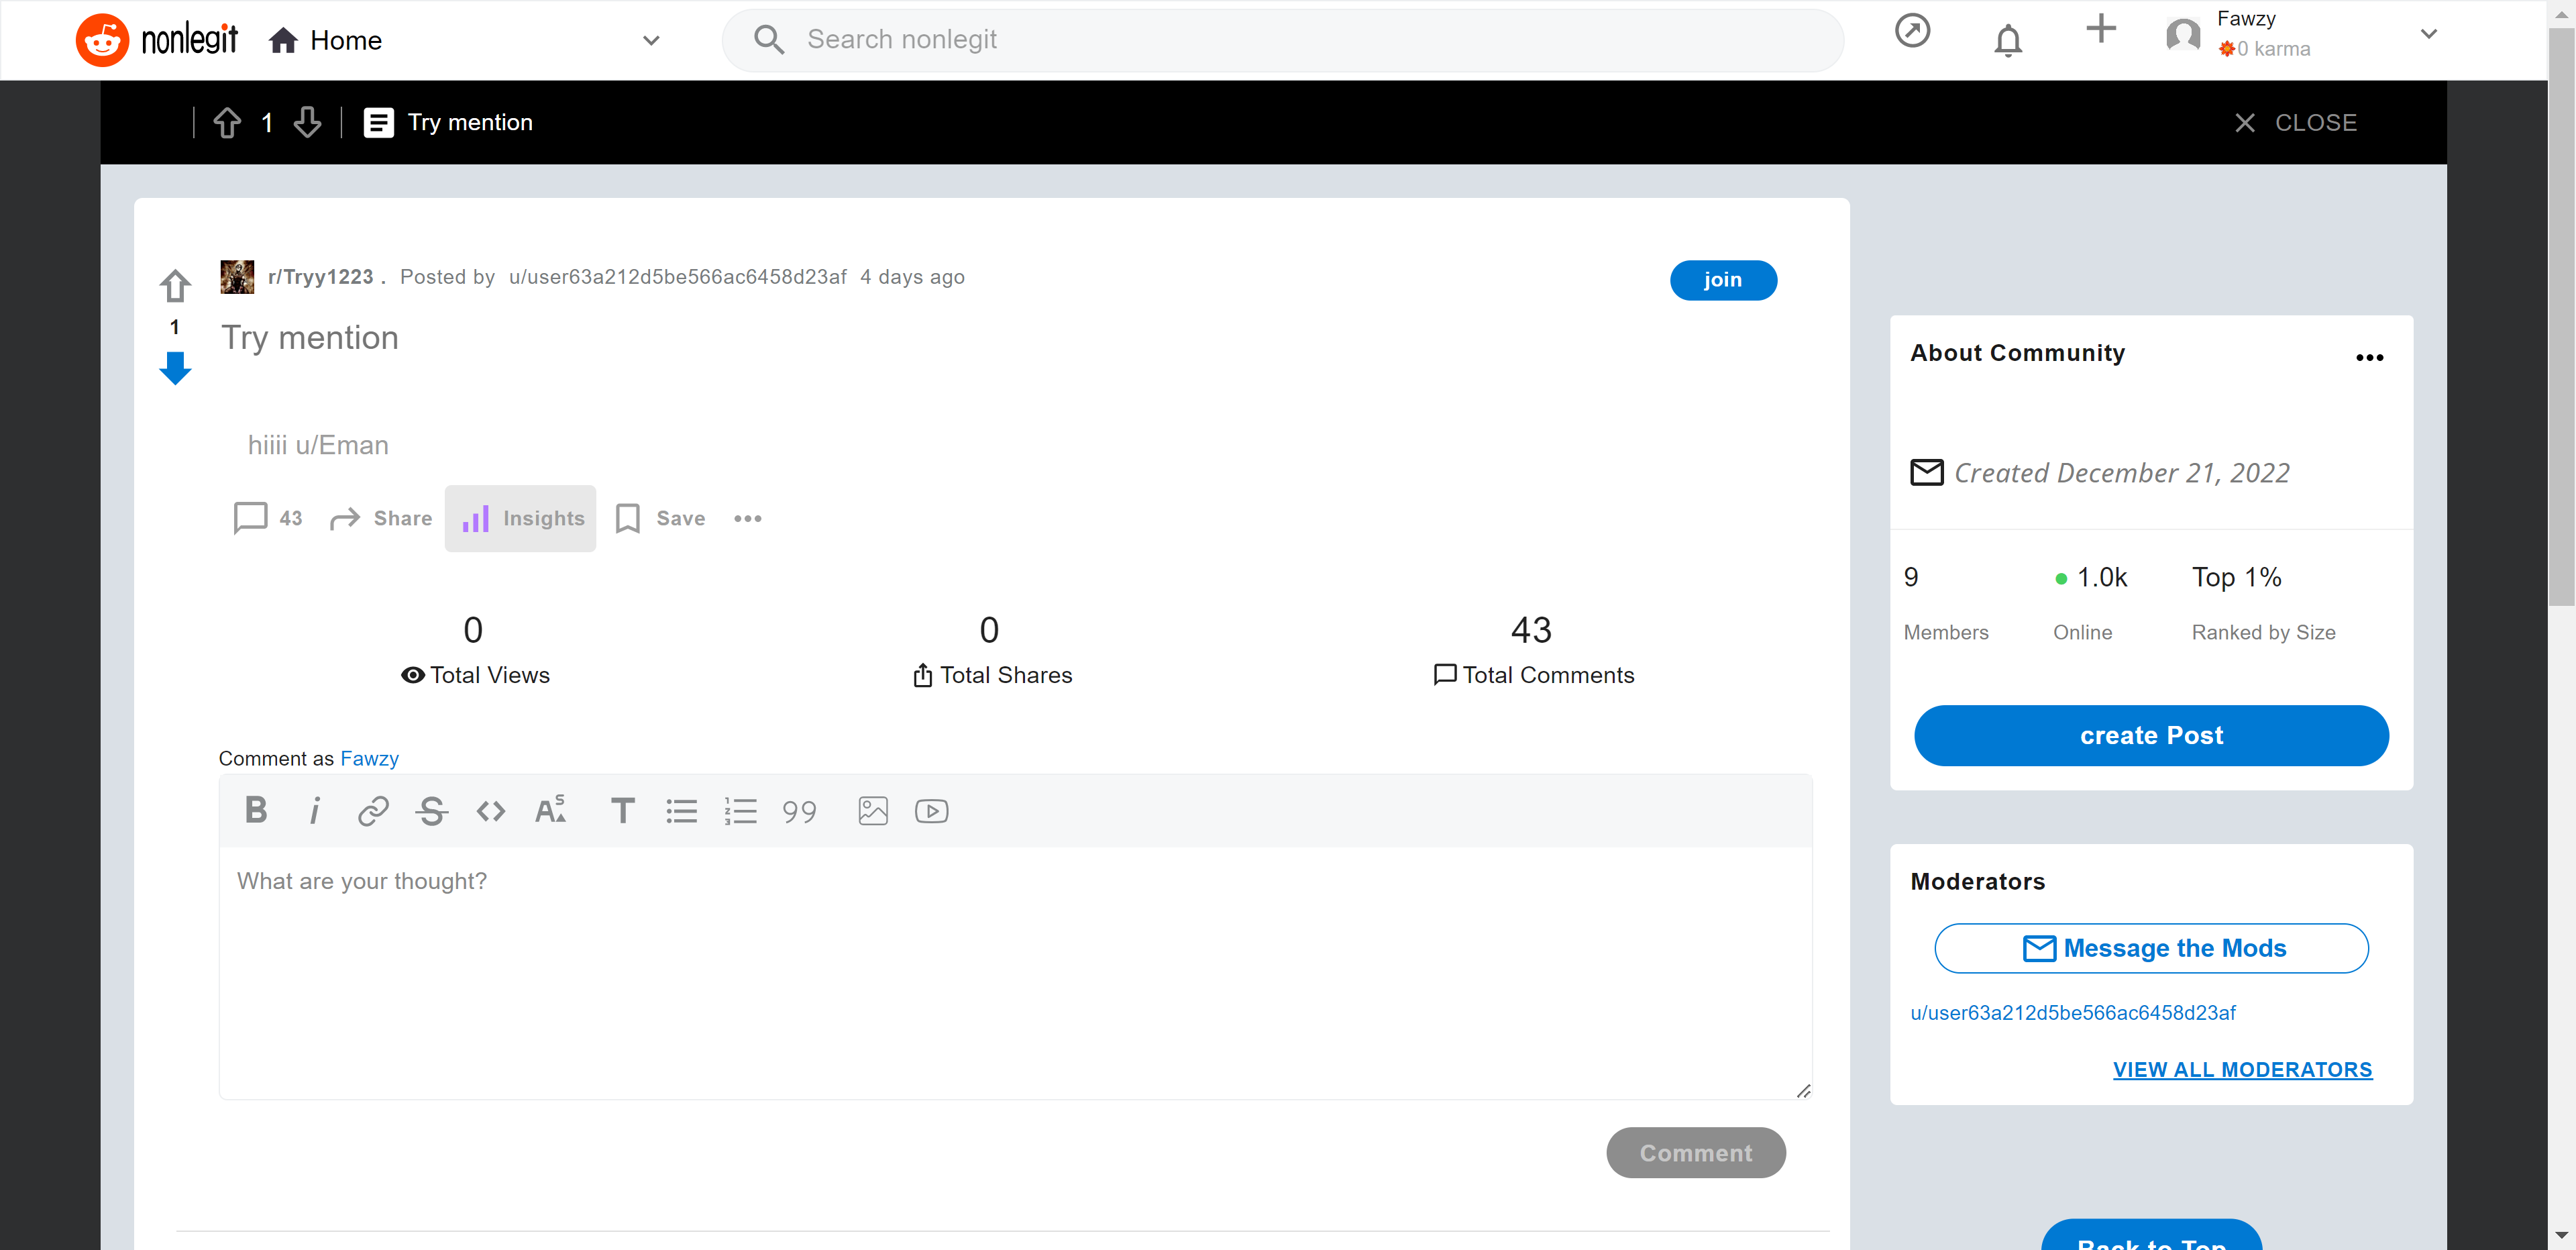 nonlegit
Home
Search nonlegit
Fawzy
0 karma
1
Try mention
CLOSE
r/Tryy1223 . Posted by u/user63a212d5be566ac6458d23af 4 days ago
join
1
Try mention
hiiii u/Eman
43 Share Insights Save
0
Total Views
0
Total Shares
43
Total Comments
Comment as Fawzy
What are your thought?
Comment
About Community
Created December 21, 2022
9
Members
1.0k
Online
Top 1%
Ranked by Size
create Post
Moderators
Message the Mods
u/user63a212d5be566ac6458d23af
VIEW ALL MODERATORS
Back to Top